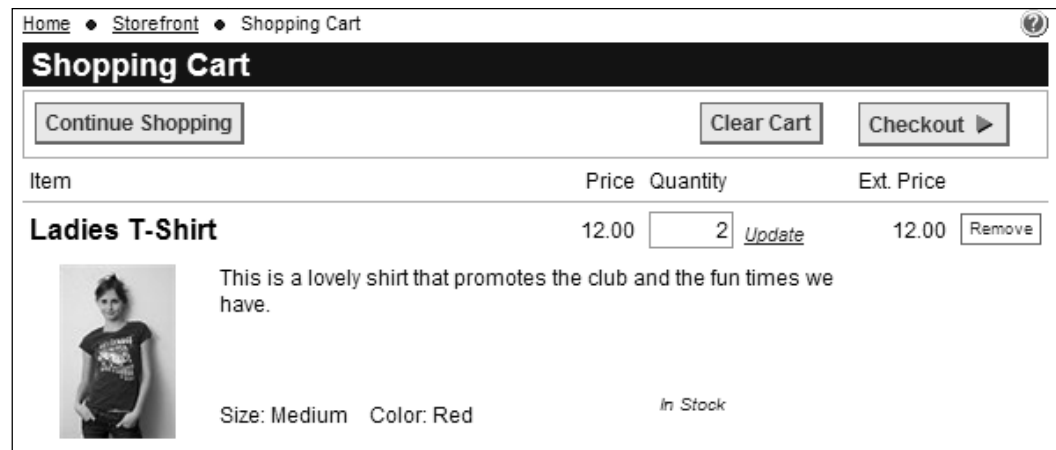 Home ● Storefront ● Shopping Cart ?
Shopping Cart
Continue Shopping Clear Cart Checkout ▶
Item Price Quantity Ext. Price
Ladies T-Shirt 12.00 2 Update 12.00 Remove
This is a lovely shirt that promotes the club and the fun times we
have.
Size: Medium Color: Red In Stock